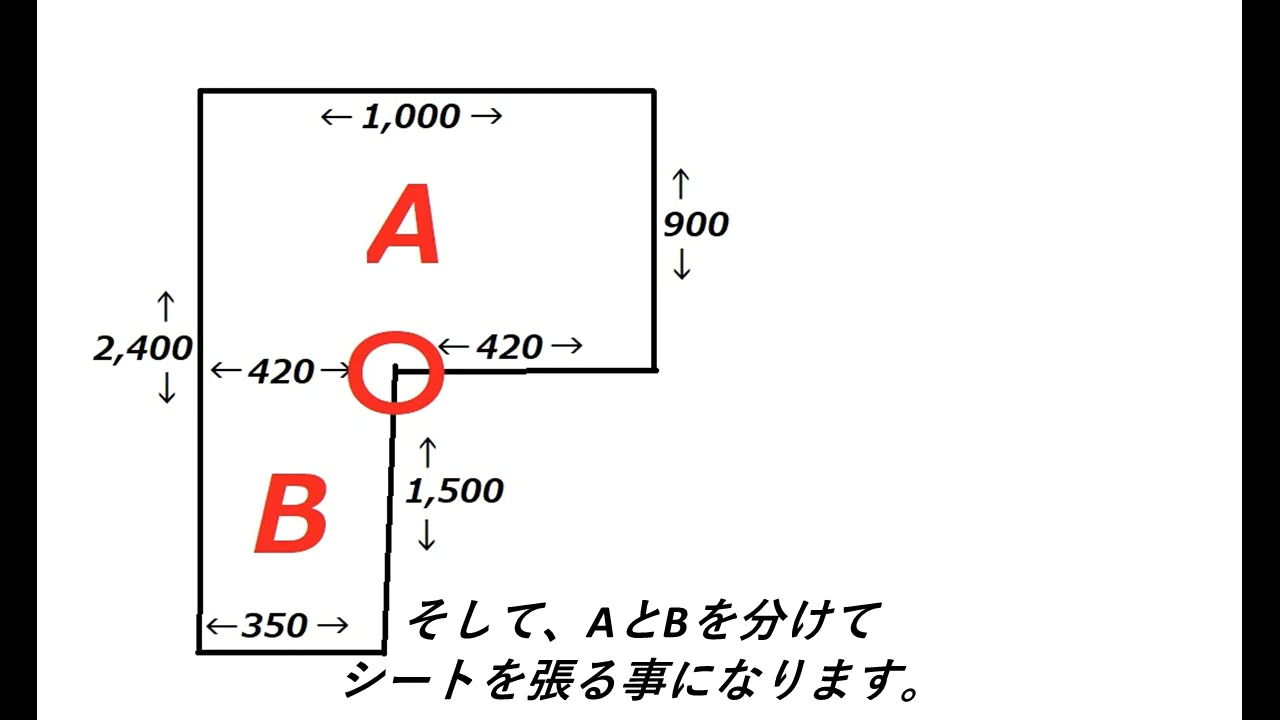 ← 1,000 →
A
↑
900
↓
↑
2,400
↓
←420→
←420→
↑
1,500
↓
B
←350→
そして、AとBを分けて
シートを張る事になります。